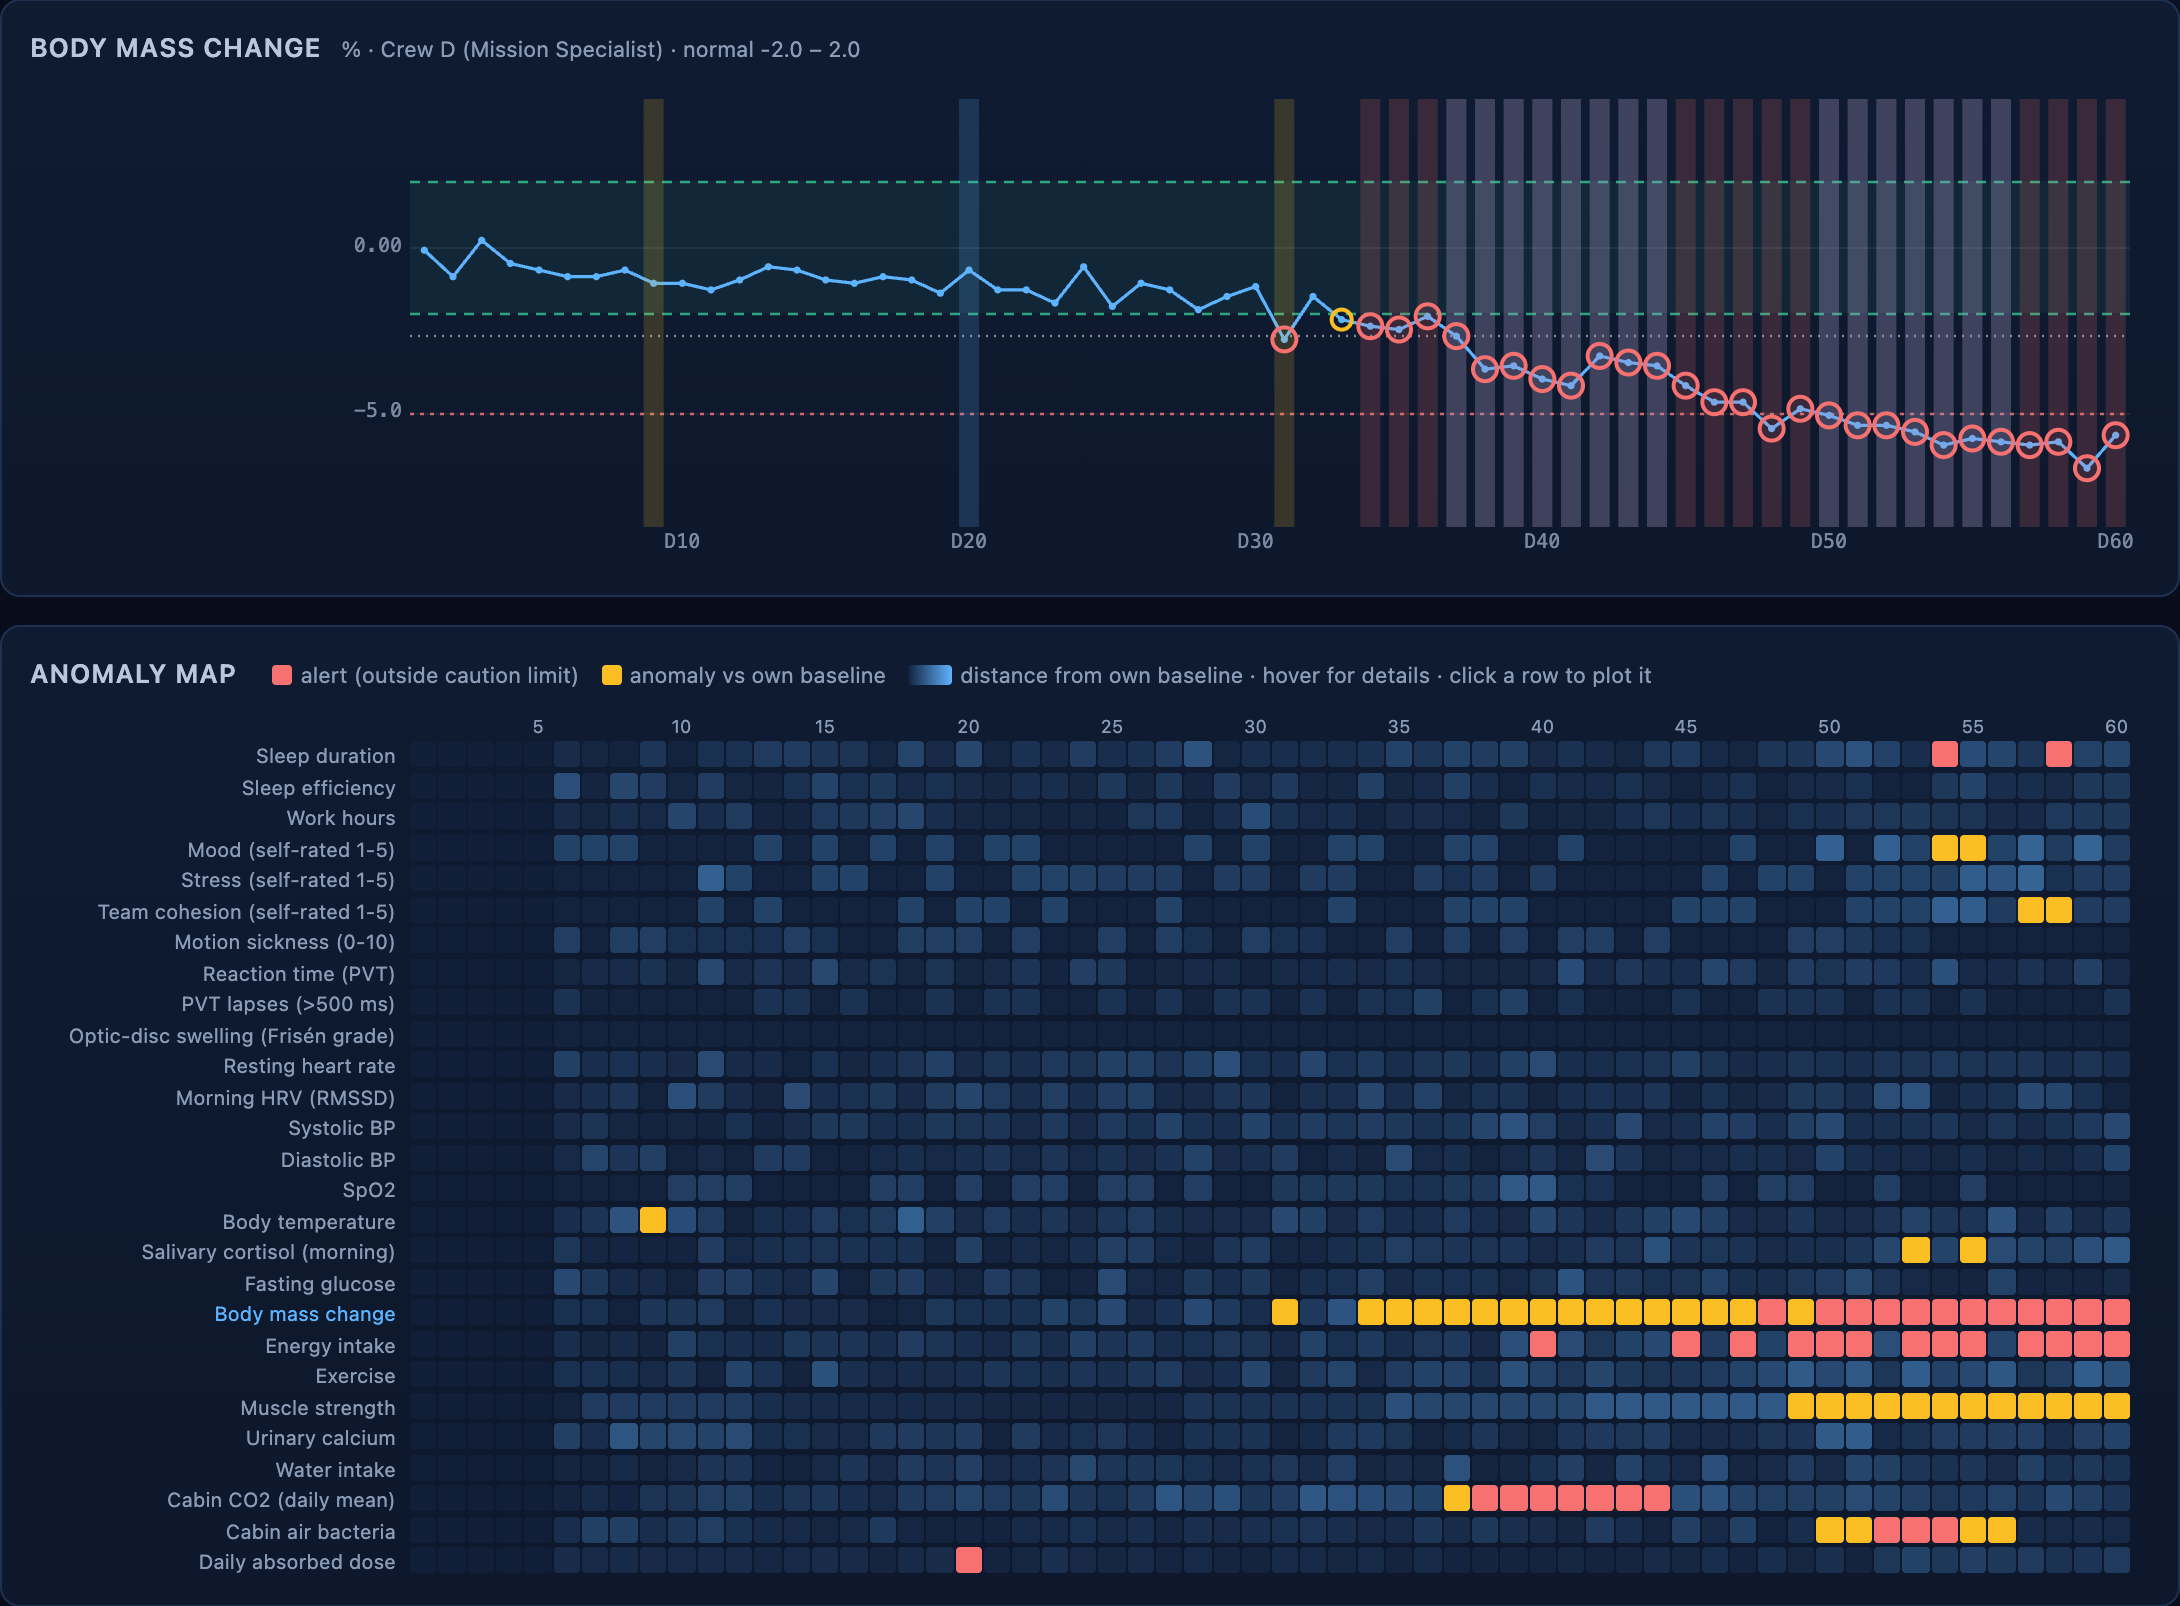 BODY MASS CHANGE % · Crew D (Mission Specialist) · normal -2.0 – 2.0
0.00
−5.0
D10 D20 D30 D40 D50 D60
ANOMALY MAP alert (outside caution limit) anomaly vs own baseline distance from own baseline · hover for details · click a row to plot it
5 10 15 20 25 30 35 40 45 50 55 60
Sleep duration
Sleep efficiency
Work hours
Mood (self-rated 1-5)
Stress (self-rated 1-5)
Team cohesion (self-rated 1-5)
Motion sickness (0-10)
Reaction time (PVT)
PVT lapses (>500 ms)
Optic-disc swelling (Frisén grade)
Resting heart rate
Morning HRV (RMSSD)
Systolic BP
Diastolic BP
SpO2
Body temperature
Salivary cortisol (morning)
Fasting glucose
Body mass change
Energy intake
Exercise
Muscle strength
Urinary calcium
Water intake
Cabin CO2 (daily mean)
Cabin air bacteria
Daily absorbed dose